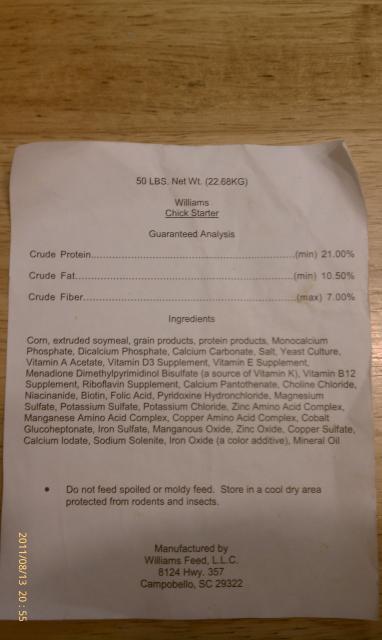 50 LBS. Net Wt. (22.68KG)
Williams
Chick Starter
Guaranteed Analysis
Crude Protein..........................................................(min) 21.00%
Crude Fat...............................................................(min) 10.50%
Crude Fiber............................................................(max) 7.00%
Ingredients
Corn, extruded soymeal, grain products, protein products, Monocalcium
Phosphate, Dicalcium Phosphate, Calcium Carbonate, Salt, Yeast Culture,
Vitamin A Acetate, Vitamin D3 Supplement, Vitamin E Supplement,
Menadione Dimethylpyrimidinol Bisulfate (a source of Vitamin K), Vitamin B12
Supplement, Riboflavin Supplement, Calcium Pantothenate, Choline Chloride,
Niacinanide, Biotin, Folic Acid, Pyridoxine Hydronchloride, Magnesium
Sulfate, Potassium Sulfate, Potassium Chloride, Zinc Amino Acid Complex,
Manganese Amino Acid Complex, Copper Amino Acid Complex, Cobalt
Glucoheptonate, Iron Sulfate, Manganous Oxide, Zinc Oxide, Copper Sulfate,
Calcium Iodate, Sodium Solenite, Iron Oxide (a color additive), Mineral Oil
• Do not feed spoiled or moldy feed. Store in a cool dry area
protected from rodents and insects.
Manufactured by
Williams Feed, L.L.C.
8124 Hwy. 357
Campobello, SC 29322
2011/08/13 20:55